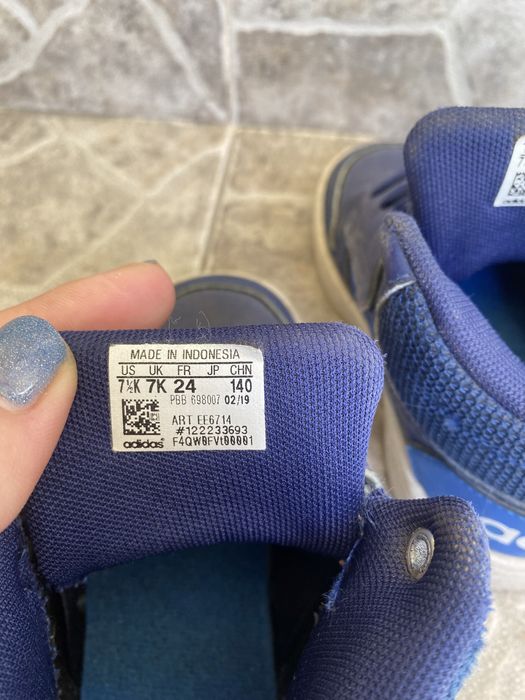 MADE IN INDONESIA
US UK FR JP CHN
7½K 7K 24 140
PBB 698007 02/19
ART EE6714
#122233693
adidas F4QW0FVt00001